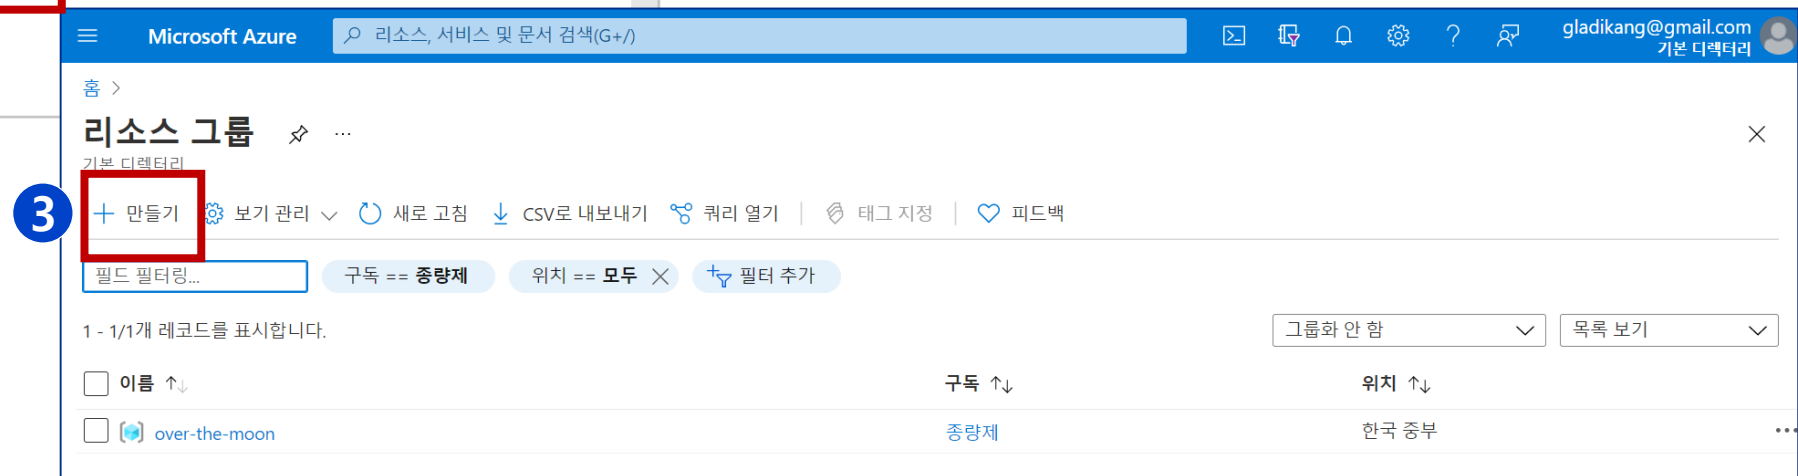 Microsoft Azure
리소스, 서비스 및 문서 검색(G+/)
gladikang@gmail.com
기본 디렉터리
홈 >
리소스 그룹 ...
기본 디렉터리
3
+ 만들기
보기 관리
새로 고침
CSV로 내보내기
쿼리 열기
태그 지정
피드백
필드 필터링...
구독 == 종량제
위치 == 모두
필터 추가
1 - 1/1개 레코드를 표시합니다.
그룹화 안 함
목록 보기
이름 ↑↓
구독 ↑↓
위치 ↑↓
over-the-moon
종량제
한국 중부
...